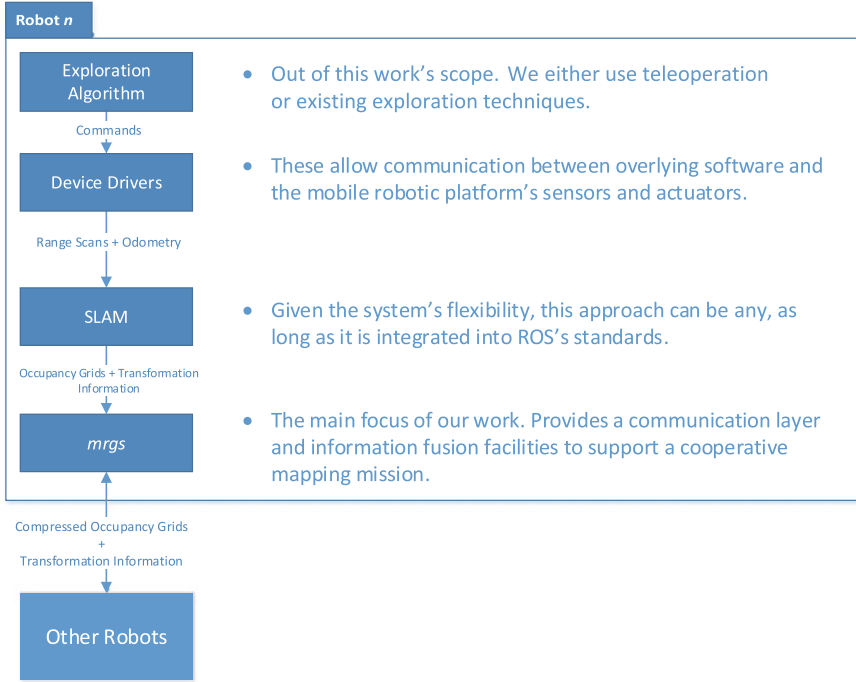 Robot n
Exploration
Algorithm
• Out of this work's scope. We either use teleoperation
or existing exploration techniques.
Commands
Device Drivers
• These allow communication between overlying software and
the mobile robotic platform's sensors and actuators.
Range Scans + Odometry
SLAM
• Given the system's flexibility, this approach can be any, as
long as it is integrated into ROS's standards.
Occupancy Grids + Transformation
Information
mrgs
• The main focus of our work. Provides a communication layer
and information fusion facilities to support a cooperative
mapping mission.
Compressed Occupancy Grids
+
Transformation Information
Other Robots